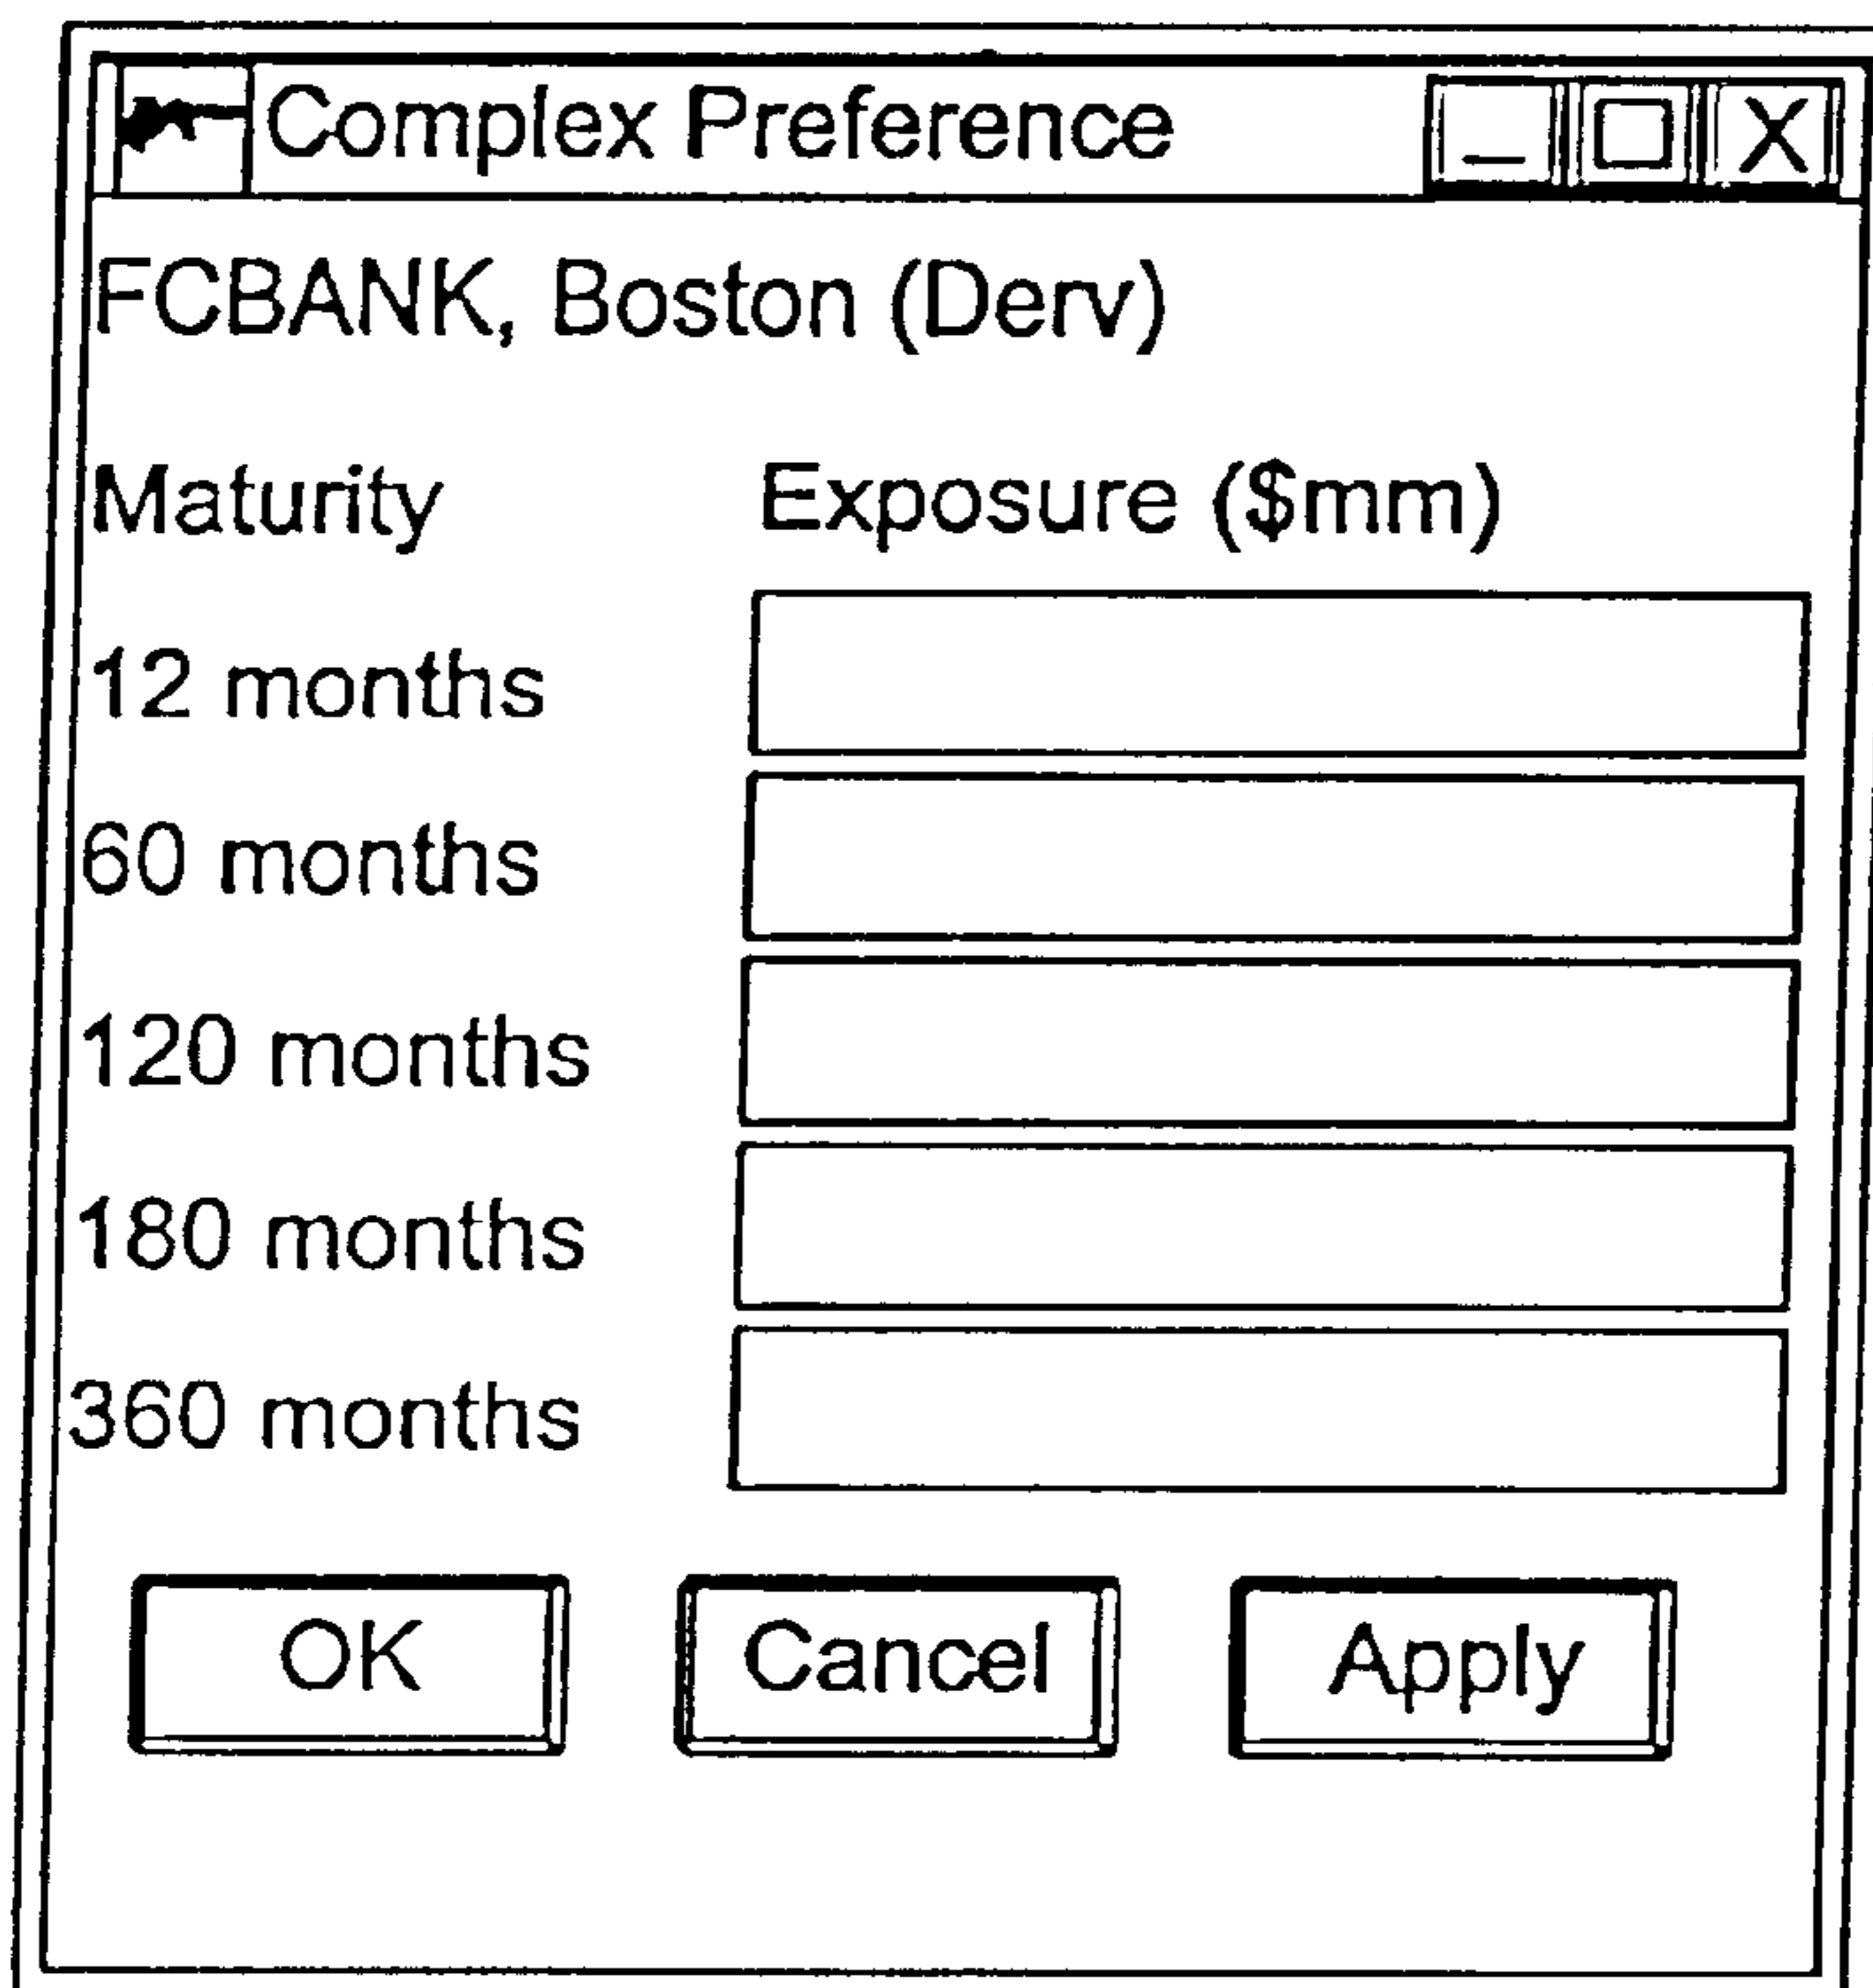 Complex Preference
FCBANK, Boston (Derv)
Maturity Exposure ($mm)
12 months
60 months
120 months
180 months
360 months
OK Cancel Apply